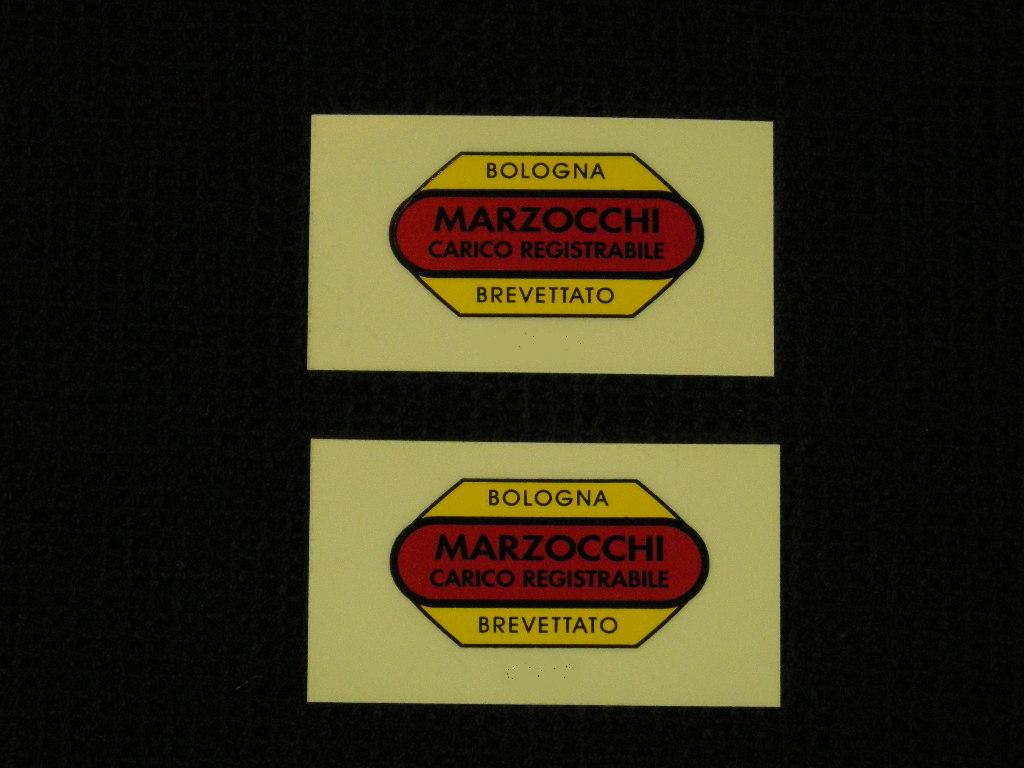 BOLOGNA
MARZOCCHI
CARICO REGISTRABILE
BREVETTATO
BOLOGNA
MARZOCCHI
CARICO REGISTRABILE
BREVETTATO